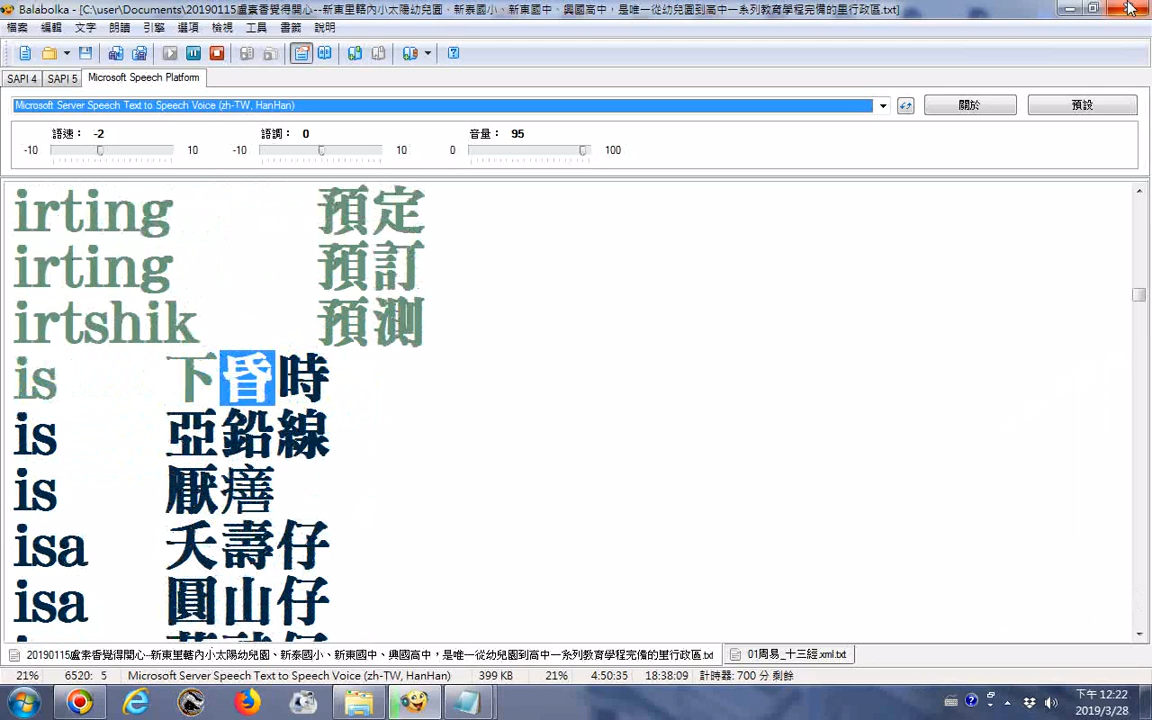 Balabolka - [C:\user\Documents\20190115盧素香覺得開心--新東里轄內小太陽幼兒園、新泰國小、新東國中、興國高中，是唯一從幼兒園到高中一系列教育學程完備的里行政區.txt]
檔案 編輯 文字 朗讀 引擎 選項 檢視 工具 書籤 說明
SAPI 4 SAPI 5 Microsoft Speech Platform
Microsoft Server Speech Text to Speech Voice (zh-TW, HanHan) 關於 預設
語速： -2 語調： 0 音量： 95
-10 10 -10 10 0 100
irting 預定
irting 預訂
irtshik 預測
is 下昏時
is 亞鉛線
is 厭瘩
isa 夭壽仔
isa 圓山仔
20190115盧素香覺得開心--新東里轄內小太陽幼兒園、新泰國小、新東國中、興國高中，是唯一從幼兒園到高中一系列教育學程完備的里行政區.txt 01周易_十三經.xml.txt
21% 6520: 5 Microsoft Server Speech Text to Speech Voice (zh-TW, HanHan) 399 KB 21% 4:50:35 18:38:09 計時器: 700 分 剩餘
下午 12:22
2019/3/28